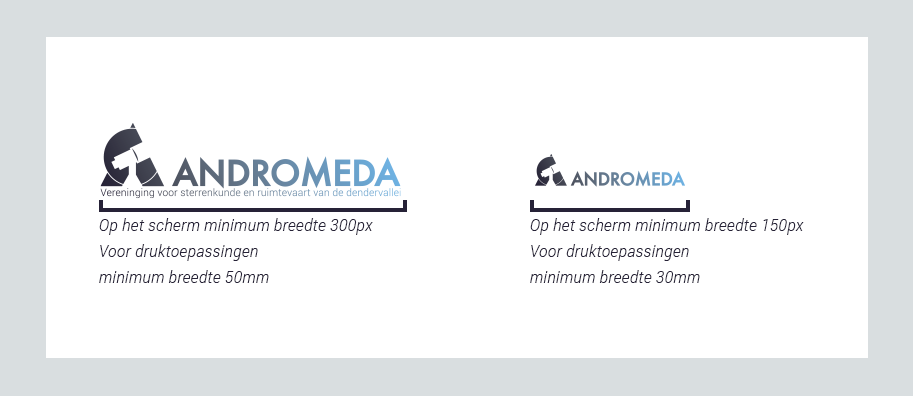 ANDROMEDA
Vereniging voor sterrenkunde en ruimtevaart van de dendervallei
Op het scherm minimum breedte 300px
Voor druktoepassingen
minimum breedte 50mm
ANDROMEDA
Op het scherm minimum breedte 150px
Voor druktoepassingen
minimum breedte 30mm